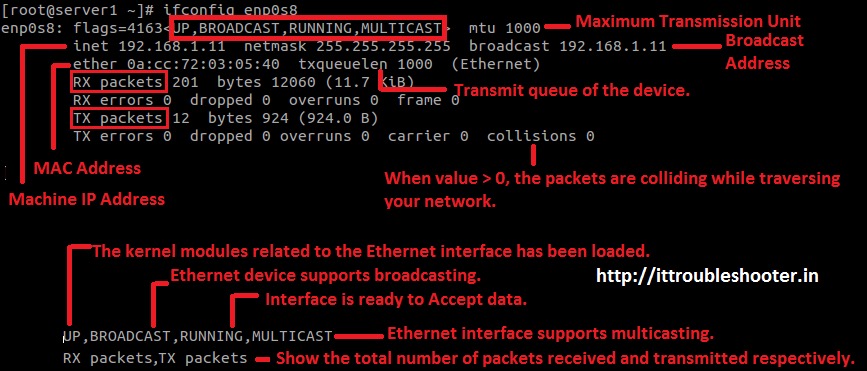 [root@server1 ~]# ifconfig enp0s8
enp0s8: flags=4163<UP,BROADCAST,RUNNING,MULTICAST>  mtu 1000 Maximum Transmission Unit
inet 192.168.1.11  netmask 255.255.255.255  broadcast 192.168.1.11 Broadcast Address
ether 0a:cc:72:03:05:40  txqueuelen 1000  (Ethernet)
RX packets 201  bytes 12060 (11.7 KiB)
Transmit queue of the device.
RX errors 0  dropped 0  overruns 0  frame 0
TX packets 12  bytes 924 (924.0 B)
TX errors 0  dropped 0 overruns 0  carrier 0  collisions 0
MAC Address
When value > 0, the packets are colliding while traversing
your network.
Machine IP Address
The kernel modules related to the Ethernet interface has been loaded.
Ethernet device supports broadcasting.
http://ittroubleshooter.in
Interface is ready to Accept data.
UP,BROADCAST,RUNNING,MULTICAST Ethernet interface supports multicasting.
RX packets,TX packets Show the total number of packets received and transmitted respectively.